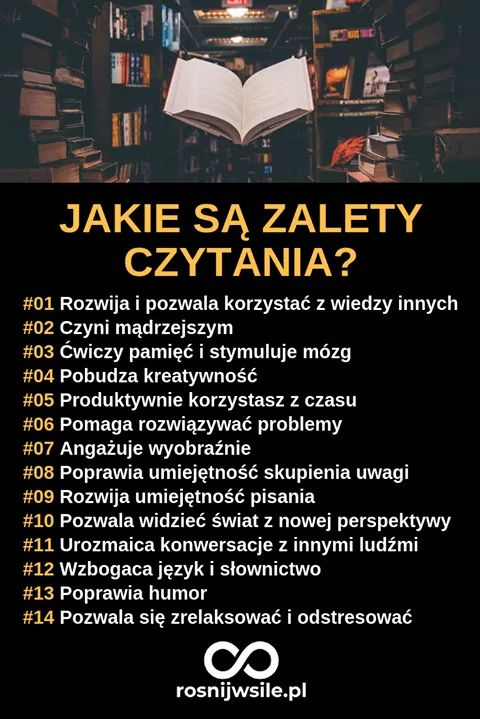 JAKIE SĄ ZALETY
CZYTANIA?
#01 Rozwija i pozwala korzystać z wiedzy innych
#02 Czyni mądrzejszym
#03 Ćwiczy pamięć i stymuluje mózg
#04 Pobudza kreatywność
#05 Produktywnie korzystasz z czasu
#06 Pomaga rozwiązywać problemy
#07 Angażuje wyobraźnie
#08 Poprawia umiejętność skupienia uwagi
#09 Rozwija umiejętność pisania
#10 Pozwala widzieć świat z nowej perspektywy
#11 Urozmaica konwersacje z innymi ludźmi
#12 Wzbogaca język i słownictwo
#13 Poprawia humor
#14 Pozwala się zrelaksować i odstresować
rosnijwsile.pl